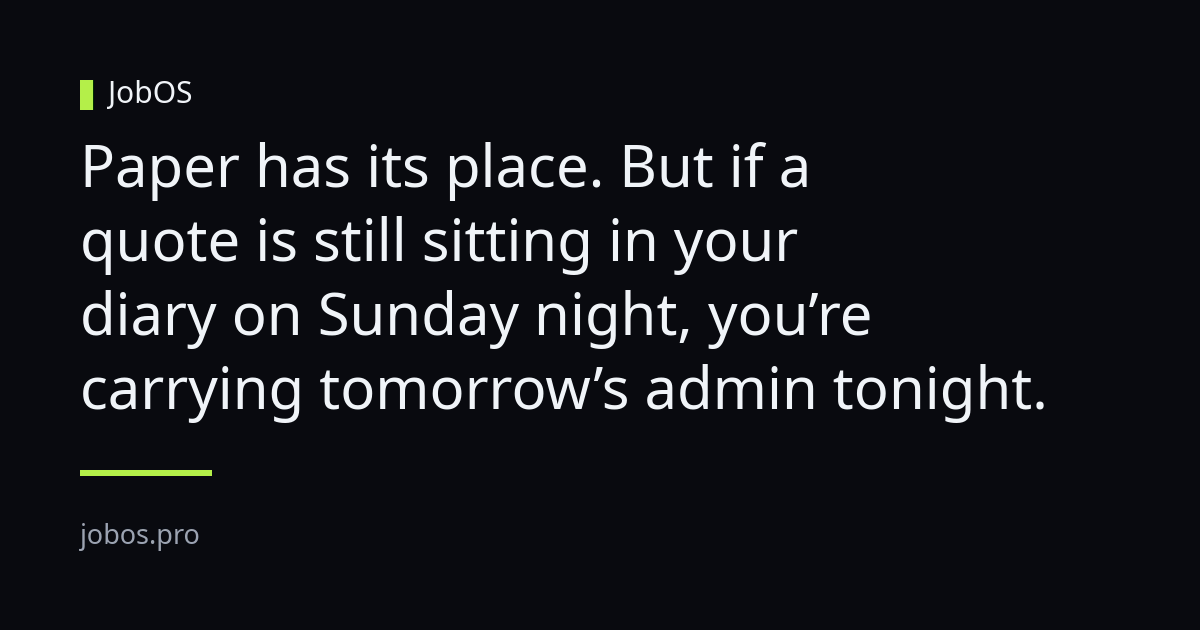 JobOS
Paper has its place. But if a
quote is still sitting in your
diary on Sunday night, you’re
carrying tomorrow’s admin tonight.
jobos.pro